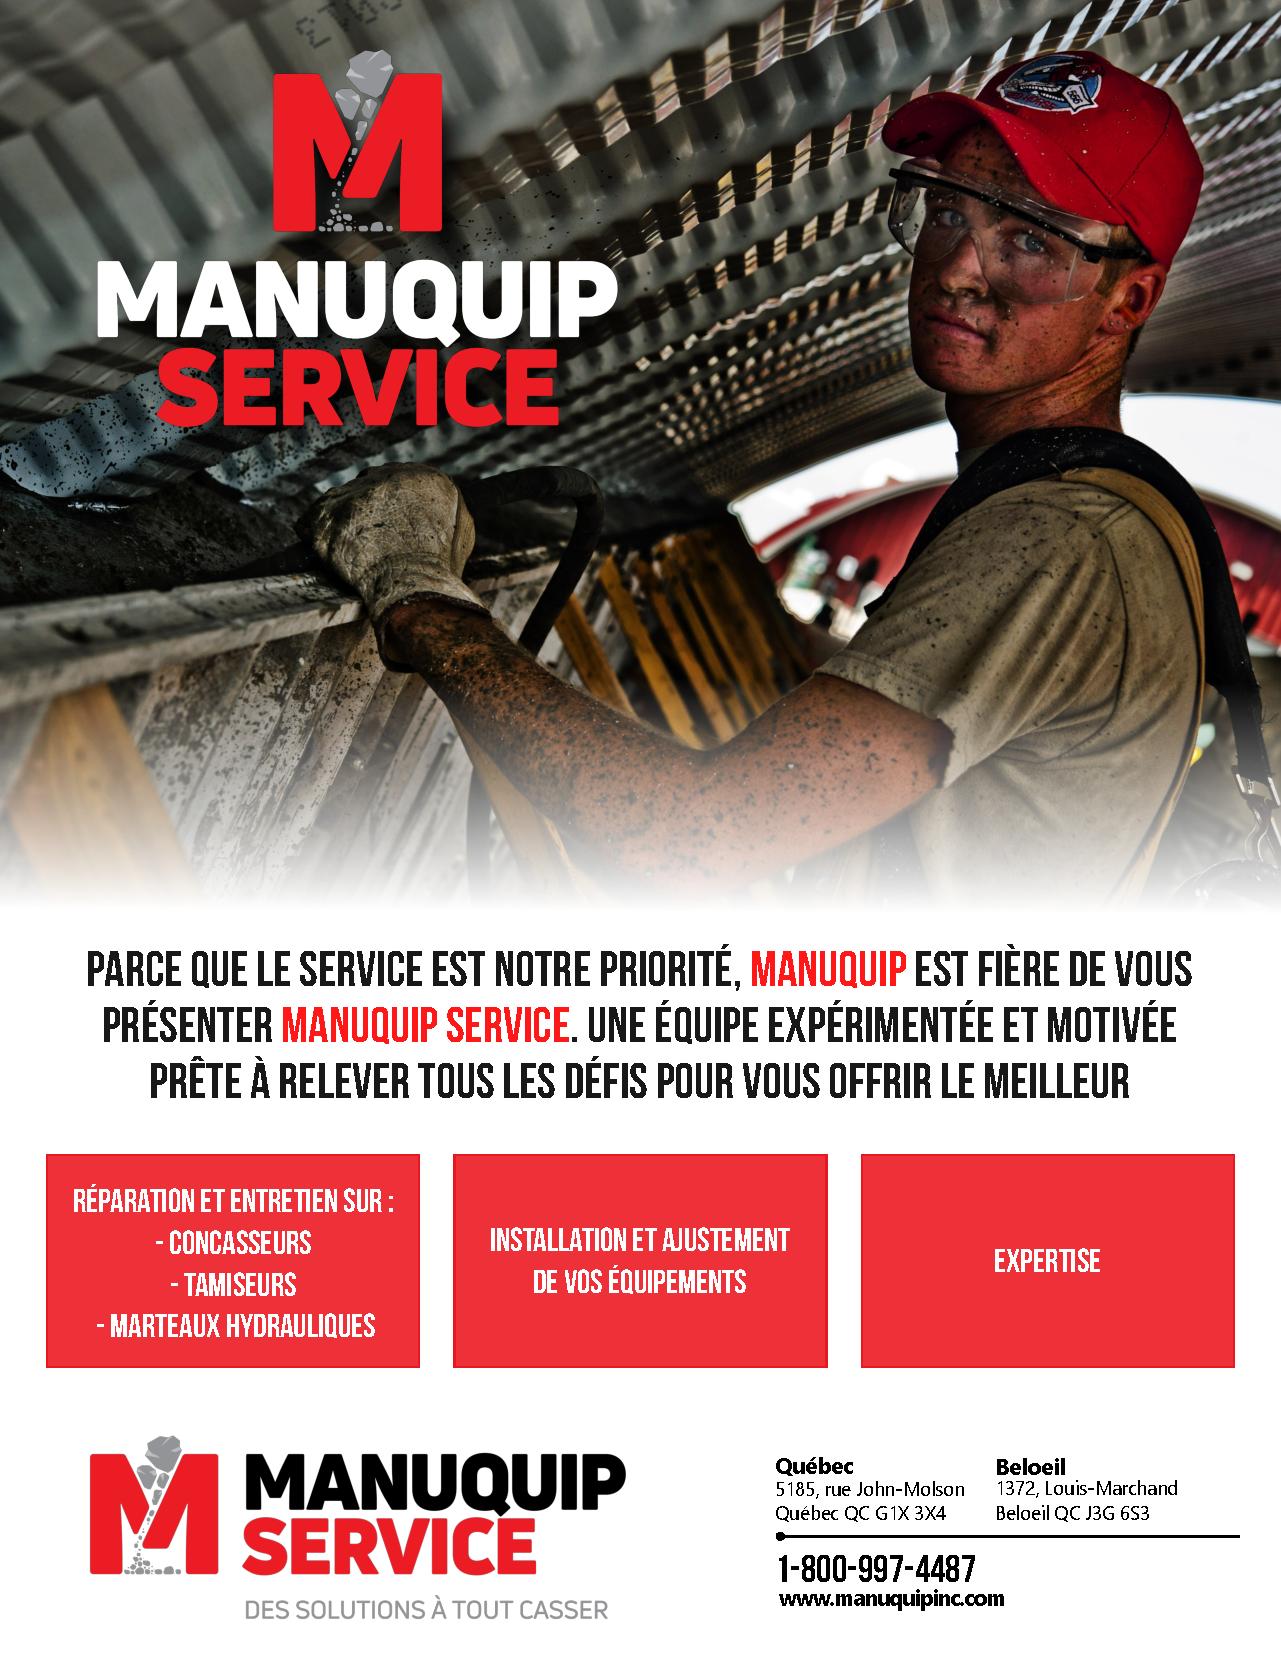 MANUQUIP
SERVICE
PARCE QUE LE SERVICE EST NOTRE PRIORITÉ, MANUQUIP EST FIÈRE DE VOUS
PRÉSENTER MANUQUIP SERVICE. UNE ÉQUIPE EXPÉRIMENTÉE ET MOTIVÉE
PRÊTE À RELEVER TOUS LES DÉFIS POUR VOUS OFFRIR LE MEILLEUR
RÉPARATION ET ENTRETIEN SUR :
- CONCASSEURS
- TAMISEURS
- MARTEAUX HYDRAULIQUES
INSTALLATION ET AJUSTEMENT
DE VOS ÉQUIPEMENTS
EXPERTISE
MANUQUIP
SERVICE
DES SOLUTIONS À TOUT CASSER
Québec
5185, rue John-Molson
Québec QC G1X 3X4
Beloeil
1372, Louis-Marchand
Beloeil QC J3G 6S3
1-800-997-4487
www.manuquipinc.com